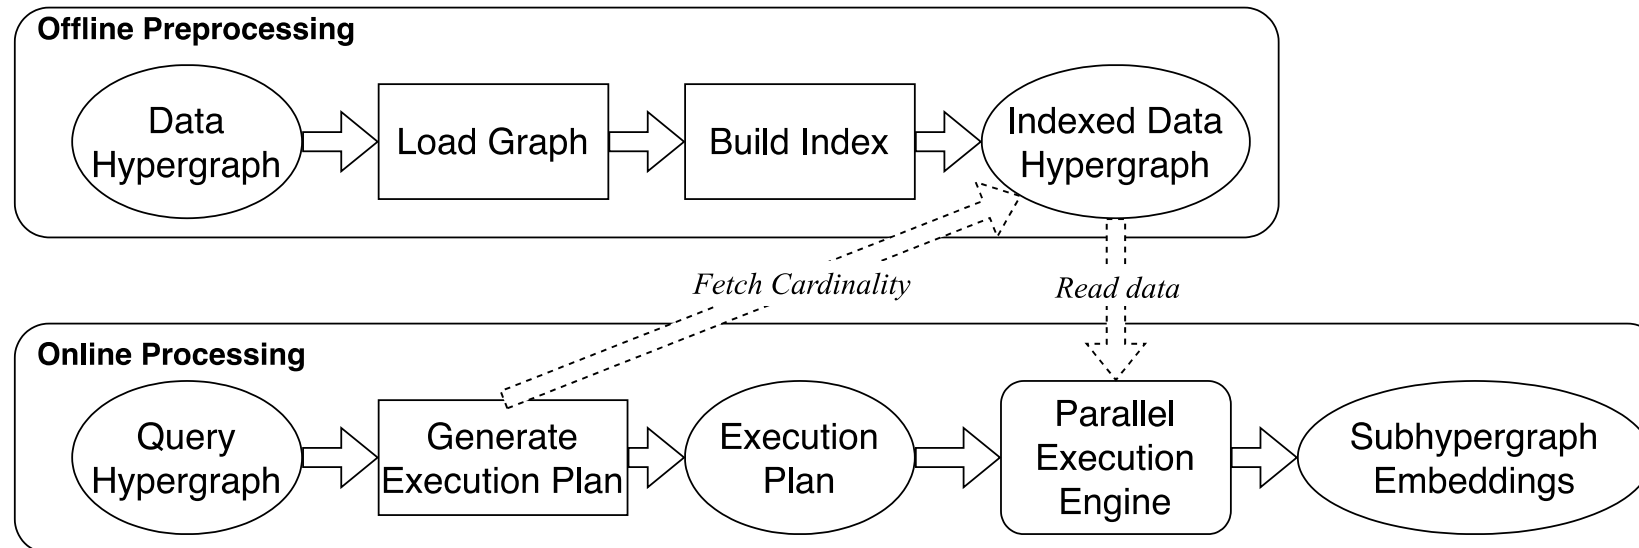 Offline Preprocessing
Data
Hypergraph
Load Graph
Build Index
Indexed Data
Hypergraph
Fetch Cardinality
Read data
Online Processing
Query
Hypergraph
Generate
Execution Plan
Execution
Plan
Parallel
Execution
Engine
Subhypergraph
Embeddings